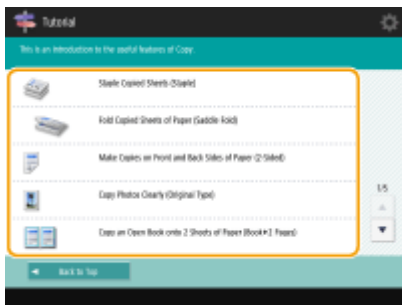 Tutorial
This is an introduction to the useful features of Copy.
Staple Copied Sheets (Staple)
Fold Copied Sheets of Paper (Saddle Fold)
Make Copies on Front and Back Sides of Paper (2-Sided)
Copy Photos Clearly (Original Type)
Copy an Open Book onto 2 Sheets of Paper (Book▶2 Pages)
1/5
Back to Top